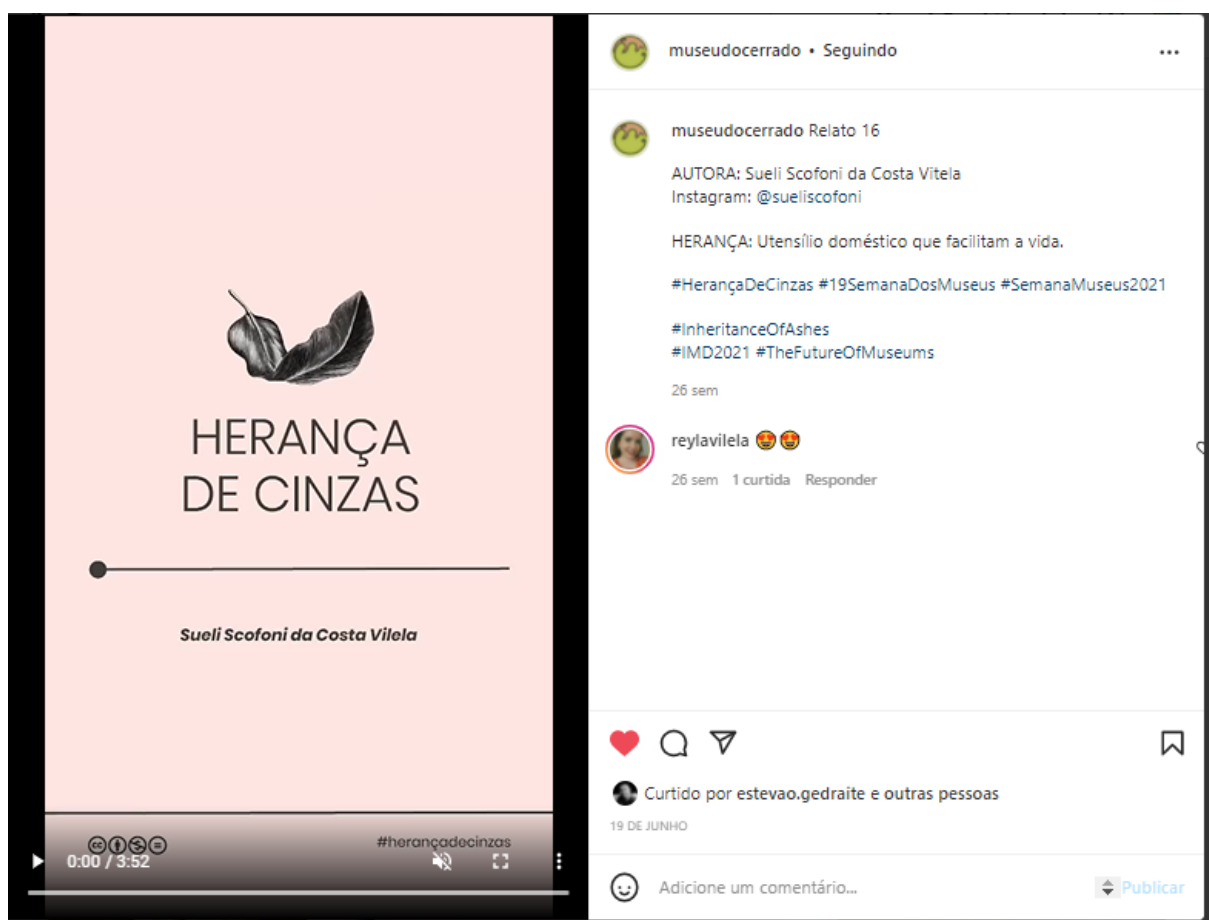 HERANÇA
DE CINZAS
Sueli Scofoni da Costa Vilela
#herançadecinzas
0:00 / 3:52
museudocerrado • Seguindo
museudocerrado Relato 16
AUTORA: Sueli Scofoni da Costa Vitela
Instagram: @sueliscofoni
HERANÇA: Utensílio doméstico que facilitam a vida.
#HerançaDeCinzas #19SemanaDosMuseus #SemanaMuseus2021
#InheritanceOfAshes
#IMD2021 #TheFutureOfMuseums
26 sem
reylavilela 😍😍
26 sem 1 curtida Responder
Curtido por estevao.gedraite e outras pessoas
19 DE JUNHO
Adicione um comentário... Publicar